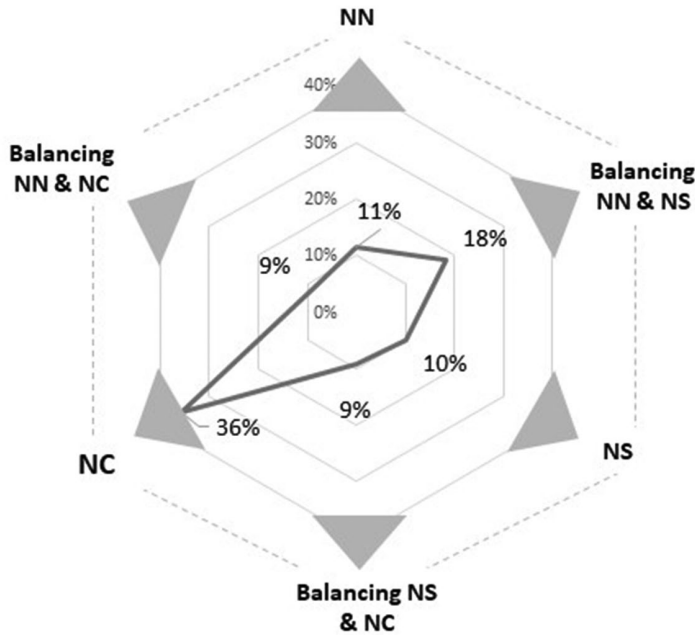 NN
40%
30%
20%
10%
0%
11%
18%
10%
9%
36%
9%
Balancing
NN & NS
NS
Balancing NS
& NC
NC
Balancing
NN & NC